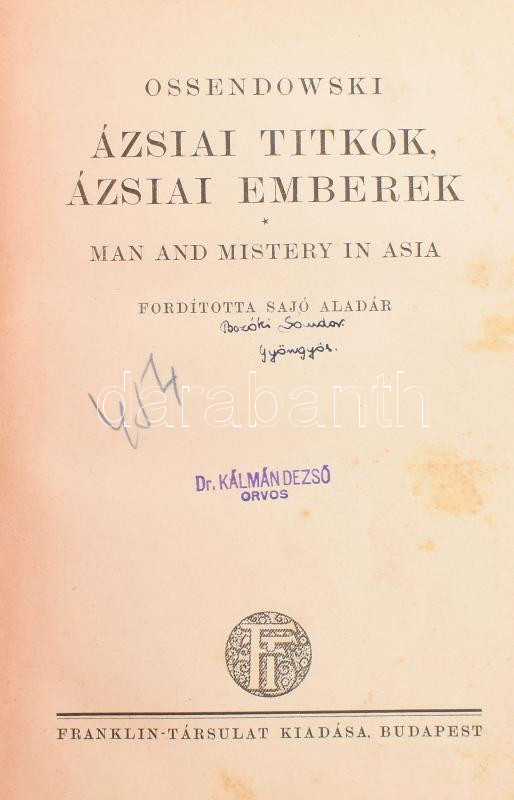 OSSENDOWSKI
ÁZSIAI TITKOK,
ÁZSIAI EMBEREK
*
MAN AND MISTERY IN ASIA
FORDÍTOTTA SAJÓ ALADÁR
Bozóki Sándor.
Gyöngyös.
darabanth
Dr. KÁLMÁN DEZSŐ
ORVOS
FRANKLIN-TÁRSULAT KIADÁSA, BUDAPEST